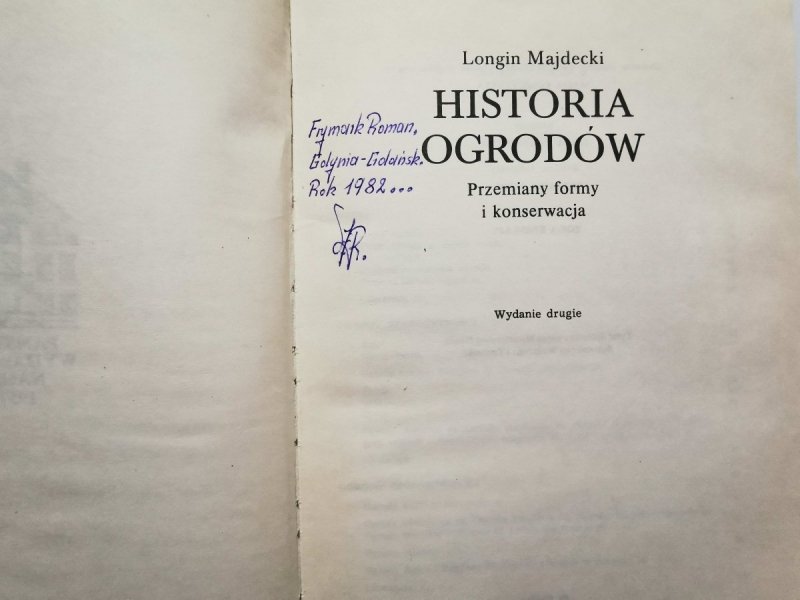 Longin Majdecki
HISTORIA
OGRODÓW
Przemiany formy
i konserwacja
Frymark Roman,
Gdynia-Gdańsk.
Rok 1982...
Wydanie drugie